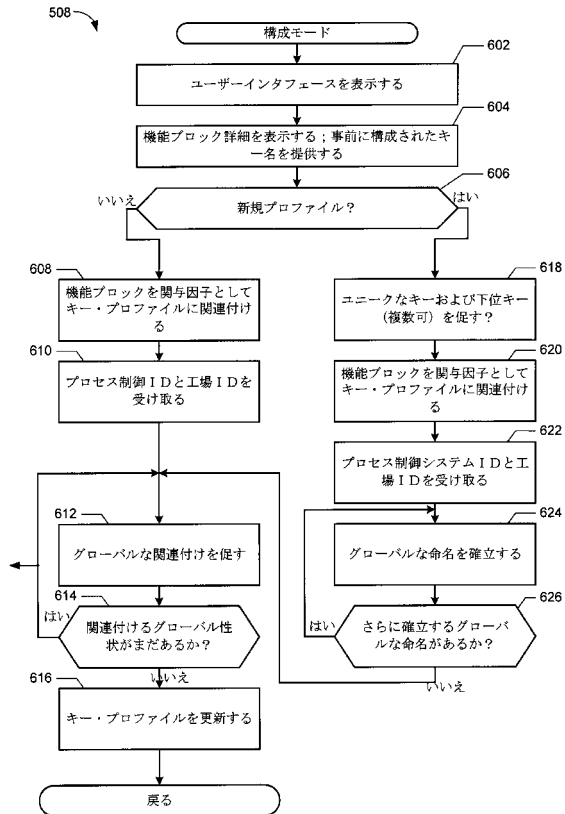 508
構成モード
602
ユーザーインタフェースを表示する
604
機能ブロック詳細を表示する；事前に構成されたキ
ー名を提供する
606
いいえ
新規プロファイル？
はい
608
機能ブロックを関与因子として
キー・プロファイルに関連付け
る
610
プロセス制御ＩＤと工場ＩＤを
受け取る
612
グローバルな関連付けを促す
614
はい
関連付けるグローバル性
状がまだあるか？
いいえ
616
キー・プロファイルを更新する
戻る
618
ユニークなキーおよび下位キー
（複数可）を促す？
620
機能ブロックを関与因子として
キー・プロファイルに関連付け
る
622
プロセス制御システムＩＤと工
場ＩＤを受け取る
624
グローバルな命名を確立する
626
はい
さらに確立するグローバ
ルな命名があるか？
いいえ